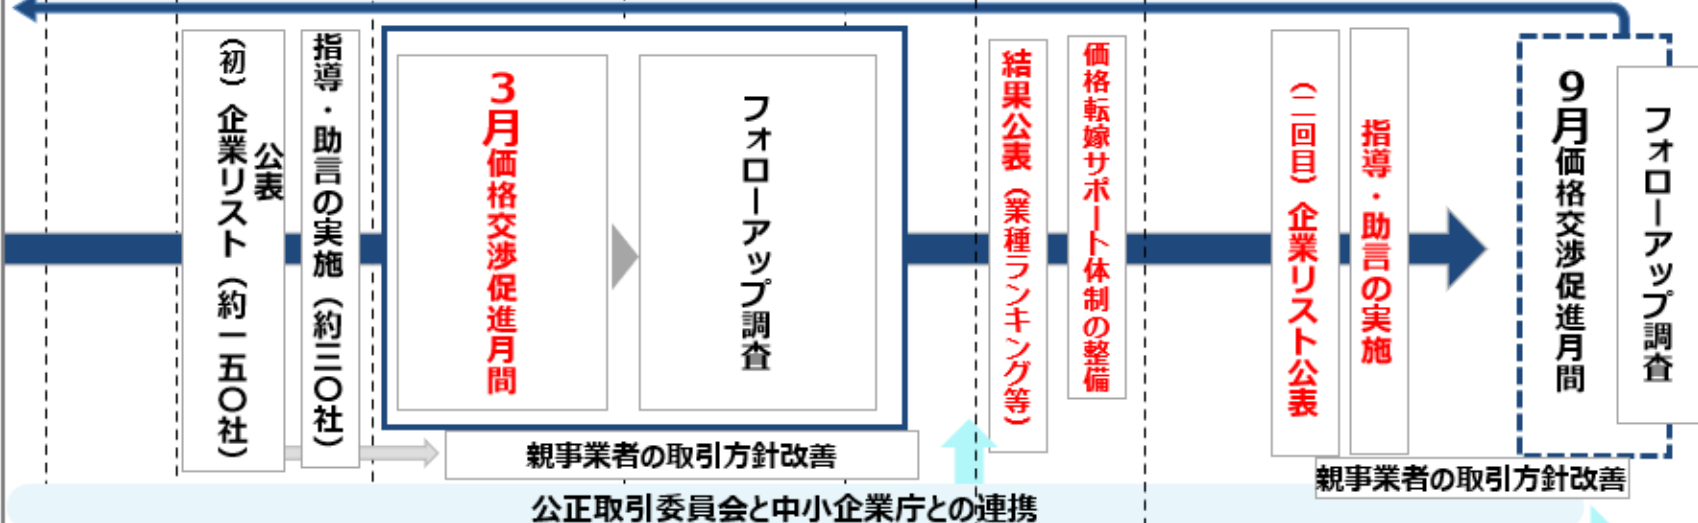 （初）企業リスト（約一五〇社）
公表
指導・助言の実施（約三〇社）
３月価格交渉促進月間
フォローアップ調査
結果公表（業種ランキング等）
価格転嫁サポート体制の整備
（二回目）企業リスト公表
指導・助言の実施
９月価格交渉促進月間
フォローアップ調査
親事業者の取引方針改善
親事業者の取引方針改善
公正取引委員会と中小企業庁との連携